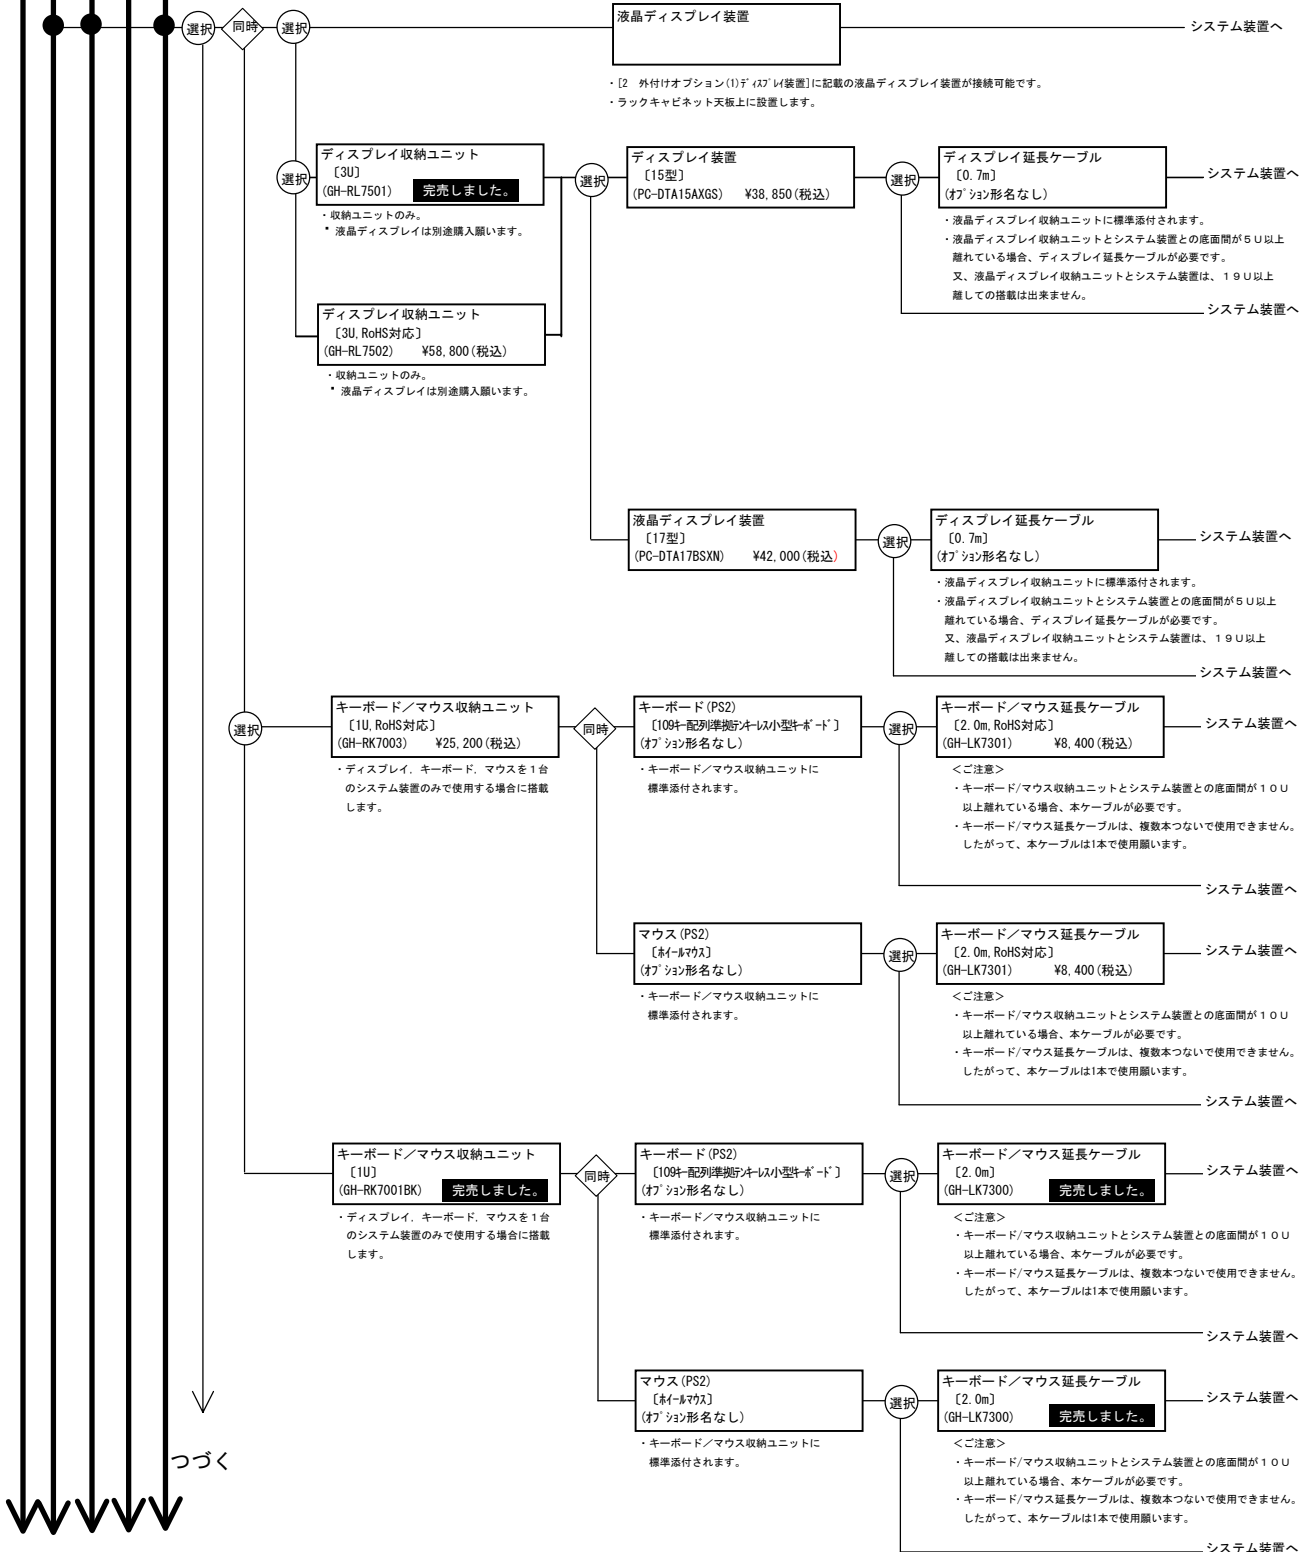 選択
同時
選択
液晶ディスプレイ装置
システム装置へ
・[2　外付けオプション(1)ﾃﾞｨｽﾌﾟﾚｲ装置]に記載の液晶ディスプレイ装置が接続可能です。
・ラックキャビネット天板上に設置します。
選択
ディスプレイ収納ユニット
〔3U〕
(GH-RL7501)　完売しました。
・収納ユニットのみ。
* 液晶ディスプレイは別途購入願います。
選択
ディスプレイ装置
〔15型〕
(PC-DTA15AXGS)　¥38,850(税込)
選択
ディスプレイ延長ケーブル
〔0.7m〕
(ｵﾌﾟｼｮﾝ形名なし)
システム装置へ
・液晶ディスプレイ収納ユニットに標準添付されます。
・液晶ディスプレイ収納ユニットとシステム装置との底面間が５Ｕ以上
離れている場合、ディスプレイ延長ケーブルが必要です。
又、液晶ディスプレイ収納ユニットとシステム装置は、１９Ｕ以上
離しての搭載は出来ません。
システム装置へ
ディスプレイ収納ユニット
〔3U,RoHS対応〕
(GH-RL7502)　¥58,800(税込)
・収納ユニットのみ。
* 液晶ディスプレイは別途購入願います。
液晶ディスプレイ装置
〔17型〕
(PC-DTA17BSXN)　¥42,000(税込)
選択
ディスプレイ延長ケーブル
〔0.7m〕
(ｵﾌﾟｼｮﾝ形名なし)
システム装置へ
・液晶ディスプレイ収納ユニットに標準添付されます。
・液晶ディスプレイ収納ユニットとシステム装置との底面間が５Ｕ以上
離れている場合、ディスプレイ延長ケーブルが必要です。
又、液晶ディスプレイ収納ユニットとシステム装置は、１９Ｕ以上
離しての搭載は出来ません。
システム装置へ
選択
キーボード／マウス収納ユニット
〔1U,RoHS対応〕
(GH-RK7003)　¥25,200(税込)
・ディスプレイ, キーボード, マウスを１台
のシステム装置のみで使用する場合に搭載
します。
同時
キーボード(PS2)
〔109ｷｰ配列準拠ﾃﾝｷｰﾚｽ小型ｷｰﾎﾞｰﾄﾞ〕
(ｵﾌﾟｼｮﾝ形名なし)
・キーボード／マウス収納ユニットに
標準添付されます。
選択
キーボード／マウス延長ケーブル
〔2.0m,RoHS対応〕
(GH-LK7301)　¥8,400(税込)
システム装置へ
＜ご注意＞
・キーボード/マウス収納ユニットとシステム装置との底面間が１０Ｕ
以上離れている場合、本ケーブルが必要です。
・キーボード/マウス延長ケーブルは、複数本つないで使用できません。
したがって、本ケーブルは1本で使用願います。
システム装置へ
マウス(PS2)
〔ﾎｲｰﾙﾏｳｽ〕
(ｵﾌﾟｼｮﾝ形名なし)
・キーボード／マウス収納ユニットに
標準添付されます。
選択
キーボード／マウス延長ケーブル
〔2.0m,RoHS対応〕
(GH-LK7301)　¥8,400(税込)
システム装置へ
＜ご注意＞
・キーボード/マウス収納ユニットとシステム装置との底面間が１０Ｕ
以上離れている場合、本ケーブルが必要です。
・キーボード/マウス延長ケーブルは、複数本つないで使用できません。
したがって、本ケーブルは1本で使用願います。
システム装置へ
キーボード／マウス収納ユニット
〔1U〕
(GH-RK7001BK)　完売しました。
・ディスプレイ, キーボード, マウスを１台
のシステム装置のみで使用する場合に搭載
します。
同時
キーボード(PS2)
〔109ｷｰ配列準拠ﾃﾝｷｰﾚｽ小型ｷｰﾎﾞｰﾄﾞ〕
(ｵﾌﾟｼｮﾝ形名なし)
・キーボード／マウス収納ユニットに
標準添付されます。
選択
キーボード／マウス延長ケーブル
〔2.0m〕
(GH-LK7300)　完売しました。
システム装置へ
＜ご注意＞
・キーボード/マウス収納ユニットとシステム装置との底面間が１０Ｕ
以上離れている場合、本ケーブルが必要です。
・キーボード/マウス延長ケーブルは、複数本つないで使用できません。
したがって、本ケーブルは1本で使用願います。
システム装置へ
マウス(PS2)
〔ﾎｲｰﾙﾏｳｽ〕
(ｵﾌﾟｼｮﾝ形名なし)
・キーボード／マウス収納ユニットに
標準添付されます。
選択
キーボード／マウス延長ケーブル
〔2.0m〕
(GH-LK7300)　完売しました。
システム装置へ
＜ご注意＞
・キーボード/マウス収納ユニットとシステム装置との底面間が１０Ｕ
以上離れている場合、本ケーブルが必要です。
・キーボード/マウス延長ケーブルは、複数本つないで使用できません。
したがって、本ケーブルは1本で使用願います。
システム装置へ
つづく